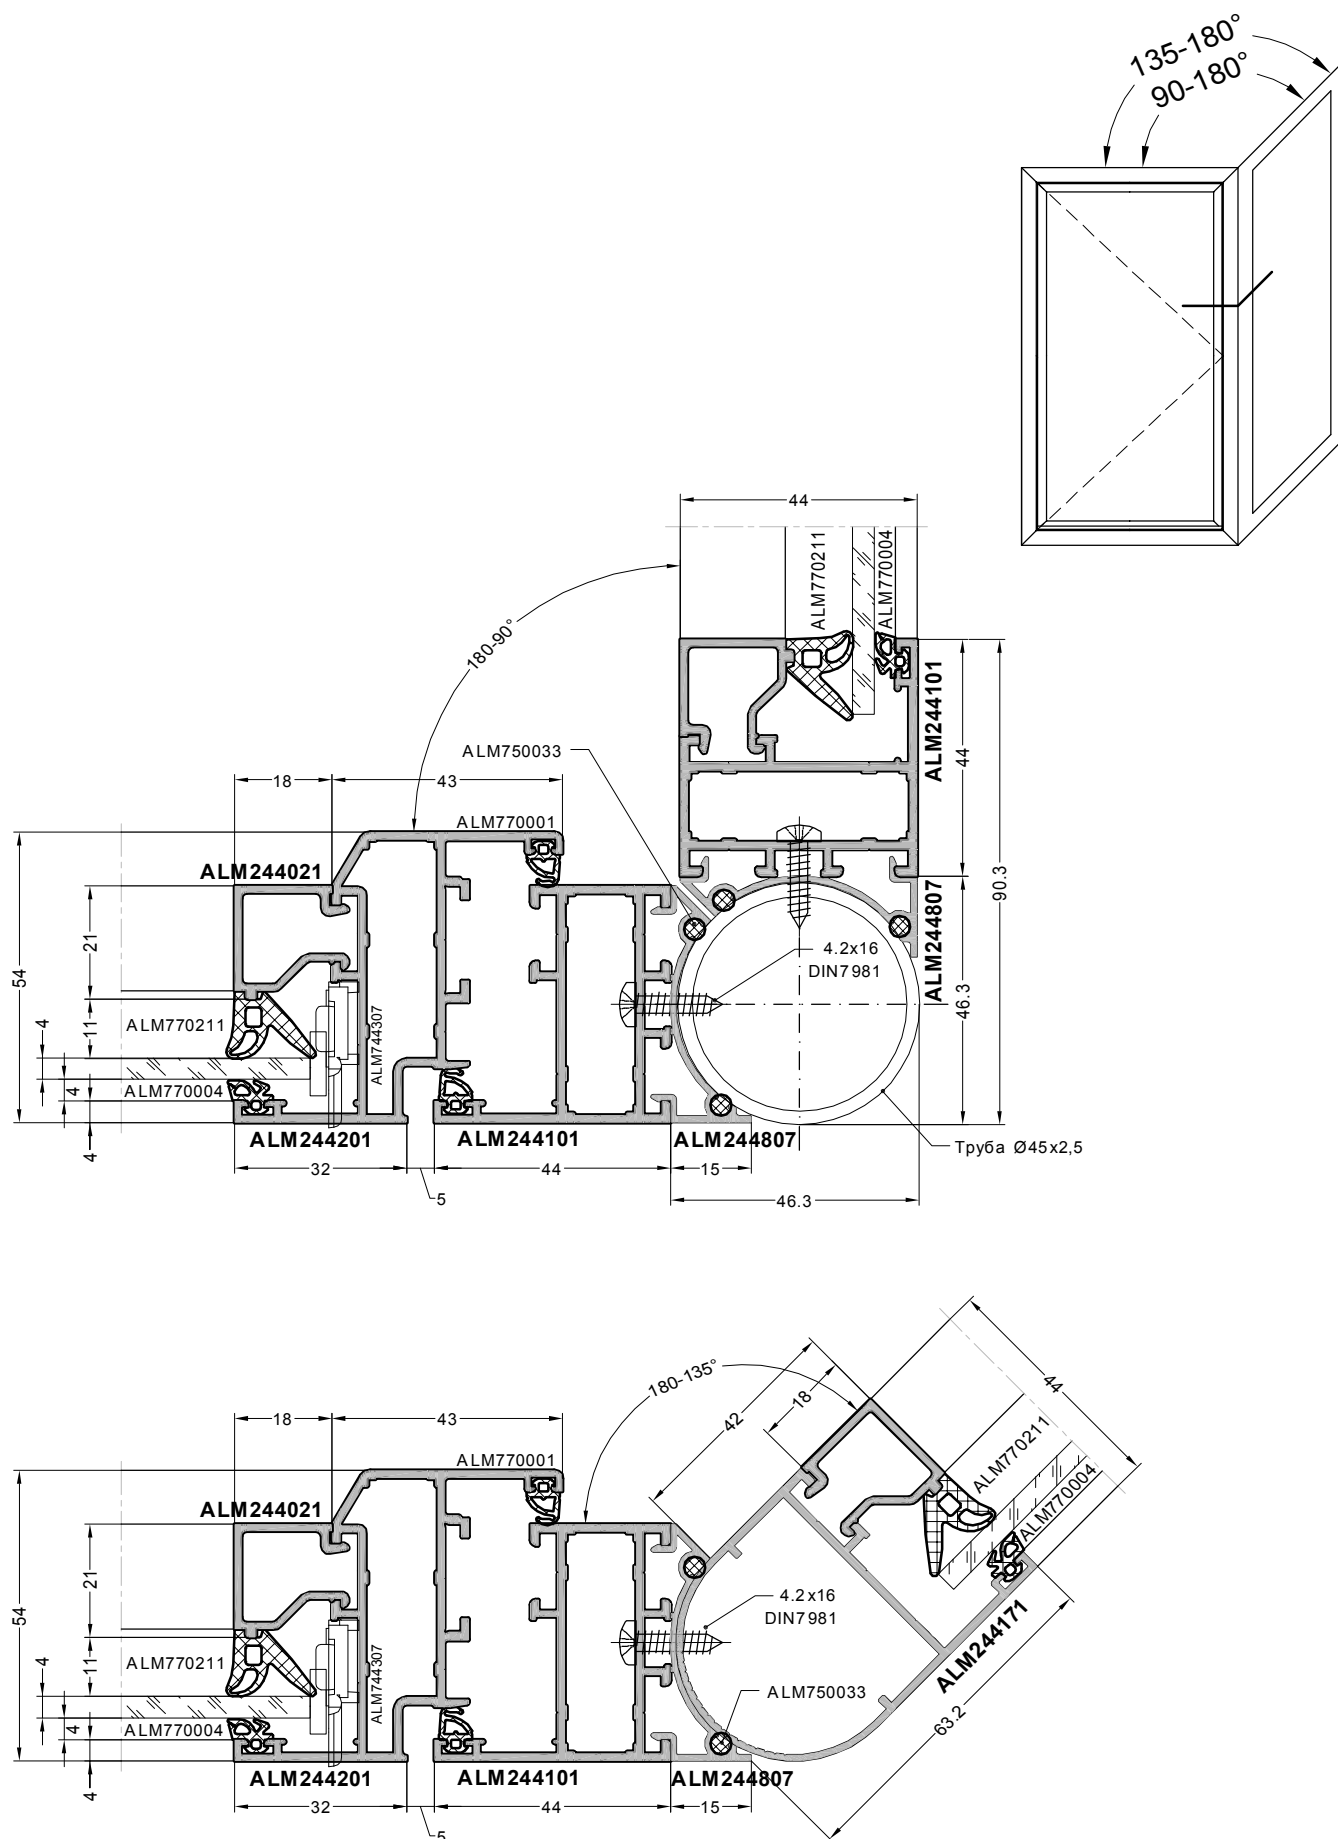 135-180°
90-180°
44
ALM770211
ALM770004
180-90°
ALM244101
44
90.3
ALM750033
18
43
ALM770001
ALM244021
ALM244807
46.3
54
21
4.2x16
DIN7981
4
11
ALM770211
ALM744307
4
ALM770004
4
ALM244201
ALM244101
ALM244807
Труба Ø45x2,5
32
5
44
15
46.3
180-135°
42
18
44
ALM770211
ALM770004
18
43
ALM770001
ALM244021
54
21
4.2x16
DIN7981
4
11
ALM770211
ALM744307
ALM244171
ALM750033
4
ALM770004
63.2
4
ALM244201
ALM244101
ALM244807
32
5
44
15